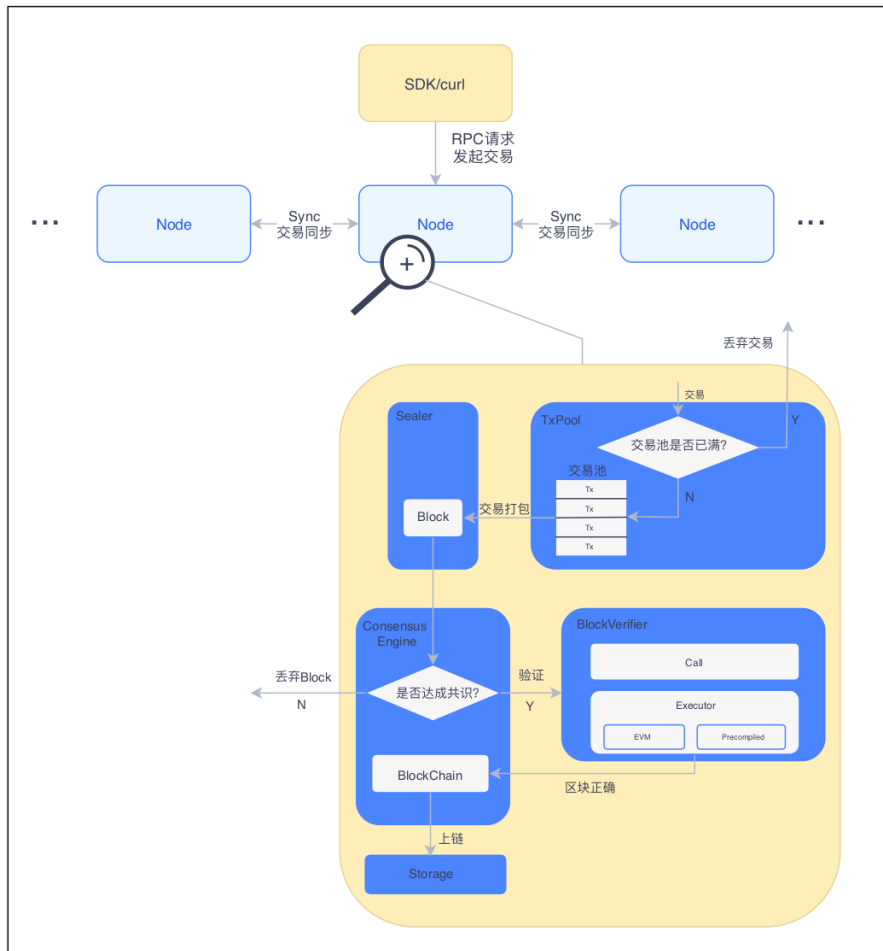 SDK/curl
RPC请求
发起交易
...
Node
Sync
交易同步
Node
Sync
交易同步
Node
...
+
丢弃交易
交易
Sealer
TxPool
Y
交易池是否已满?
交易池
Tx
N
Block
交易打包
Tx
Tx
Tx
Consensus
Engine
BlockVerifier
Call
丢弃Block
是否达成共识?
验证
N
Y
Executor
EVM
Precompiled
BlockChain
区块正确
上链
Storage